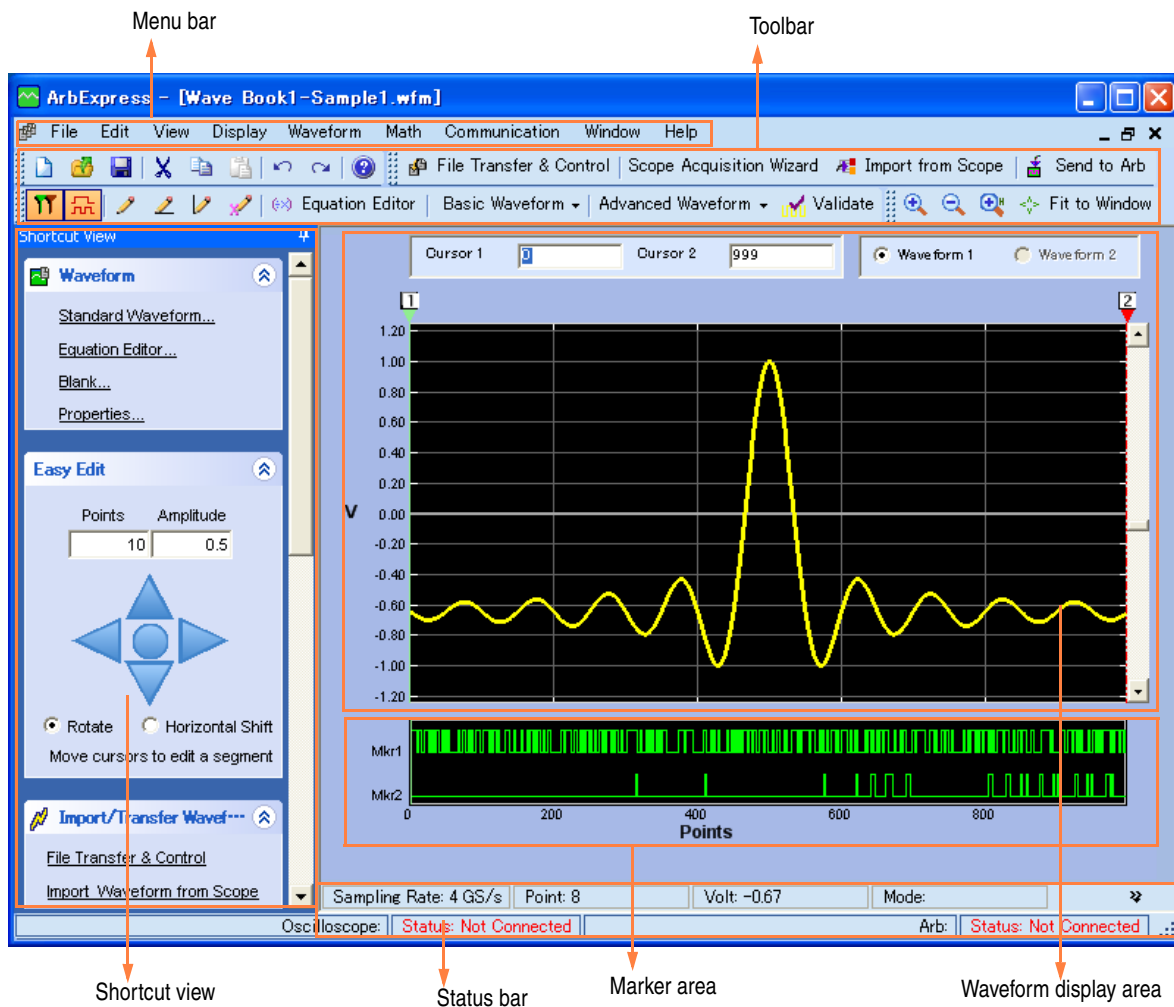 Menu bar
Toolbar
ArbExpress - [Wave Book1-Sample1.wfm]
File Edit View Display Waveform Math Communication Window Help
File Transfer & Control Scope Acquisition Wizard Import from Scope Send to Arb
Equation Editor Basic Waveform Advanced Waveform Validate Fit to Window
Shortcut View
Waveform
Standard Waveform...
Equation Editor...
Blank...
Properties...
Easy Edit
Points Amplitude
10 0.5
Rotate Horizontal Shift
Move cursors to edit a segment
Import/Transfer Wavef...
File Transfer & Control
Import Waveform from Scope
Cursor 1 0 Cursor 2 999 Waveform 1 Waveform 2
1 2
1.20
1.00
0.80
0.60
0.40
0.20
V 0.00
-0.20
-0.40
-0.60
-0.80
-1.00
-1.20
Mkr1
Mkr2
0 200 400 600 800
Points
Sampling Rate: 4 GS/s Point: 8 Volt: -0.67 Mode:
Oscilloscope: Status: Not Connected Arb: Status: Not Connected
Shortcut view
Status bar
Marker area
Waveform display area